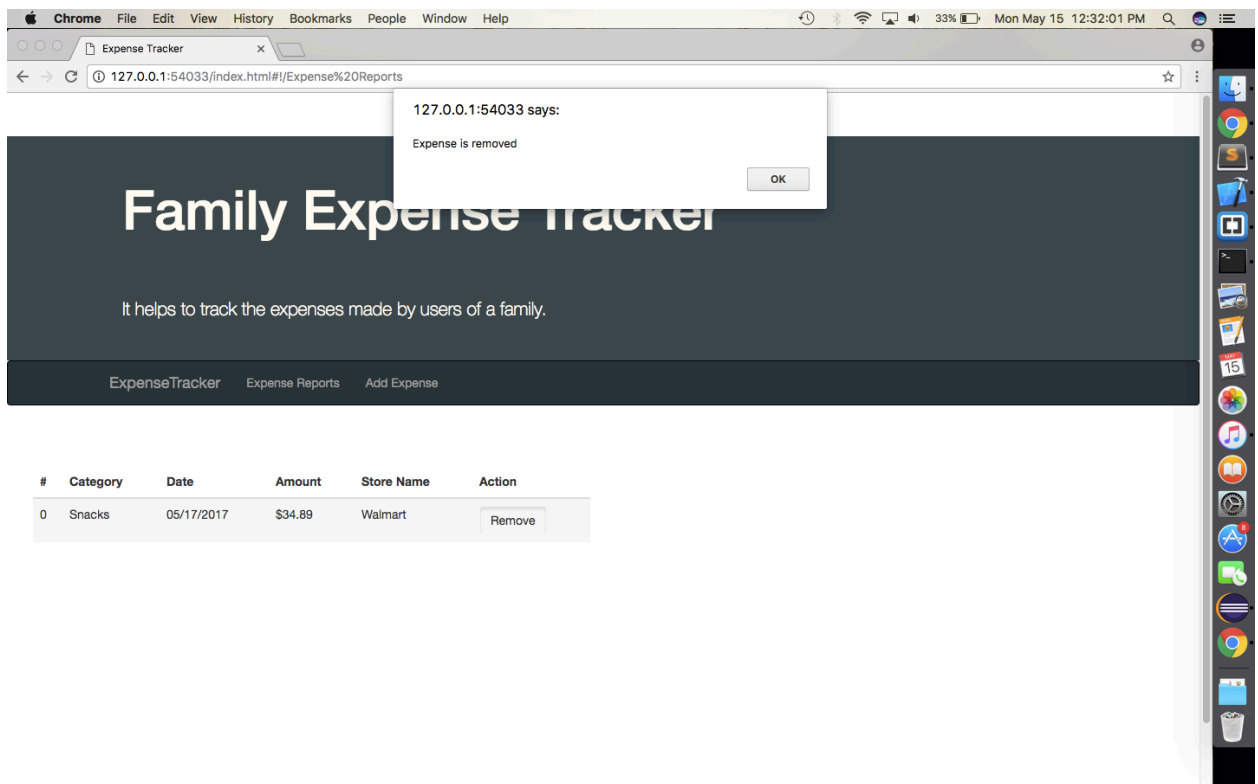 Chrome File Edit View History Bookmarks People Window Help 33% Mon May 15 12:32:01 PM
Expense Tracker
127.0.0.1:54033/index.html#!/Expense%20Reports
127.0.0.1:54033 says:
Expense is removed
OK
Family Expense Tracker
It helps to track the expenses made by users of a family.
ExpenseTracker Expense Reports Add Expense
# Category Date Amount Store Name Action
0 Snacks 05/17/2017 $34.89 Walmart Remove
S
>_
MAY
15
6